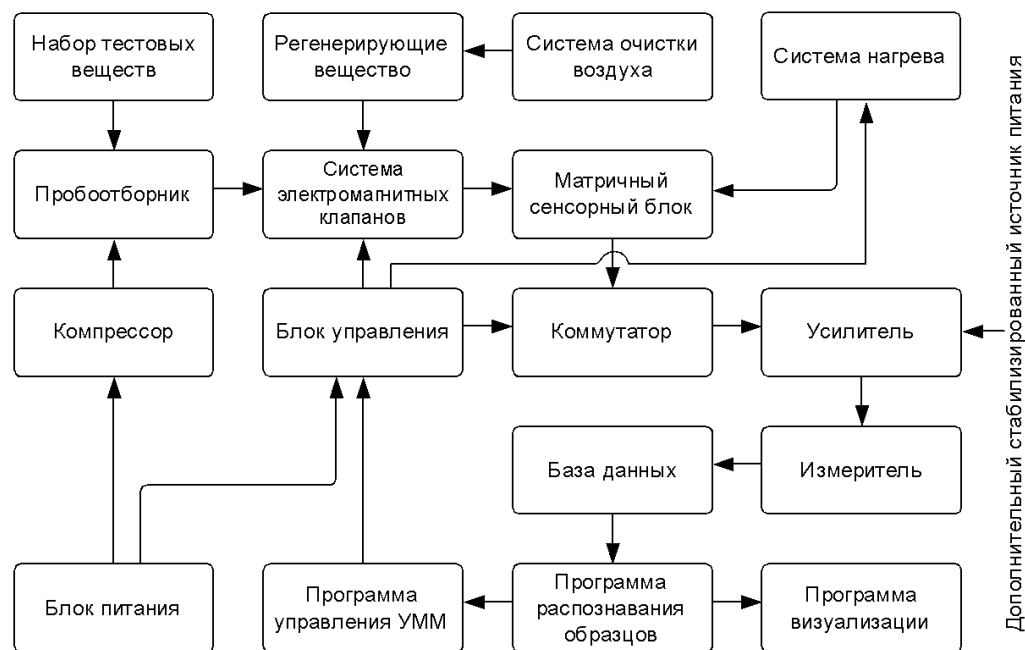 Набор тестовых
веществ
Регенерирующие
вещество
Система очистки
воздуха
Система нагрева
Пробоотборник
Система
электромагнитных
клапанов
Матричный
сенсорный блок
Компрессор
Блок управления
Коммутатор
Усилитель
База данных
Измеритель
Блок питания
Программа
управления УММ
Программа
распознавания
образцов
Программа
визуализации
Дополнительный стабилизированный источник питания